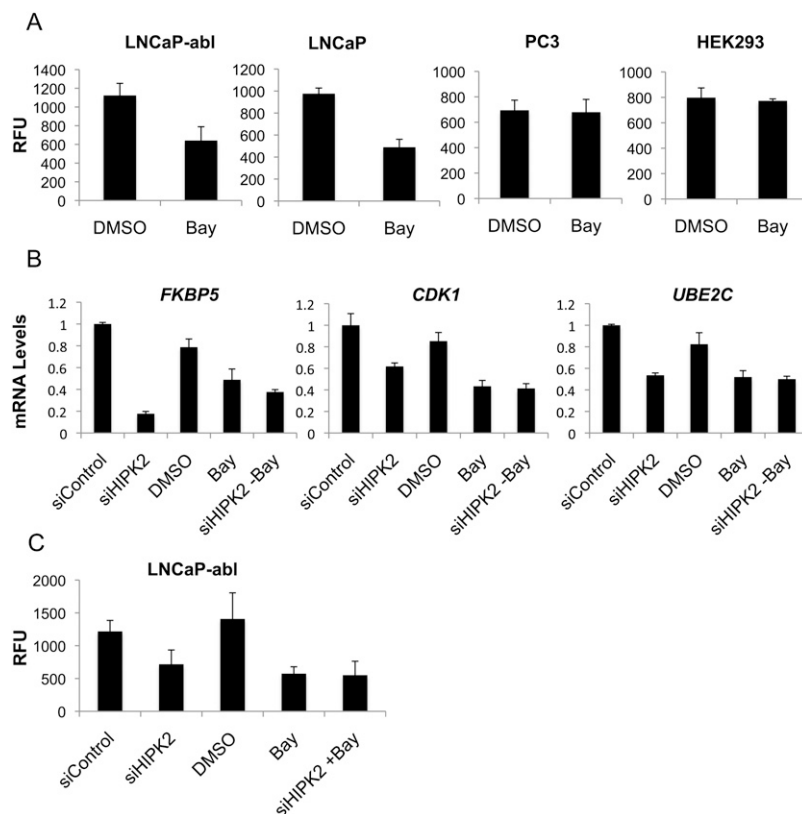 A
LNCaP-abl
LNCaP
PC3
HEK293
RFU
1400
1200
1000
800
600
400
200
0
DMSO
Bay
1200
1000
800
600
400
200
0
DMSO
Bay
1000
800
600
400
200
0
DMSO
Bay
1000
800
600
400
200
0
DMSO
Bay
B
FKBP5
CDK1
UBE2C
mRNA Levels
1.2
1
0.8
0.6
0.4
0.2
0
siControl
siHIPK2
DMSO
Bay
siHIPK2 -Bay
1.2
1
0.8
0.6
0.4
0.2
0
siControl
siHIPK2
DMSO
Bay
siHIPK2 -Bay
1.2
1
0.8
0.6
0.4
0.2
0
siControl
siHIPK2
DMSO
Bay
siHIPK2 -Bay
C
LNCaP-abl
RFU
2000
1500
1000
500
0
siControl
siHIPK2
DMSO
Bay
siHIPK2 +Bay